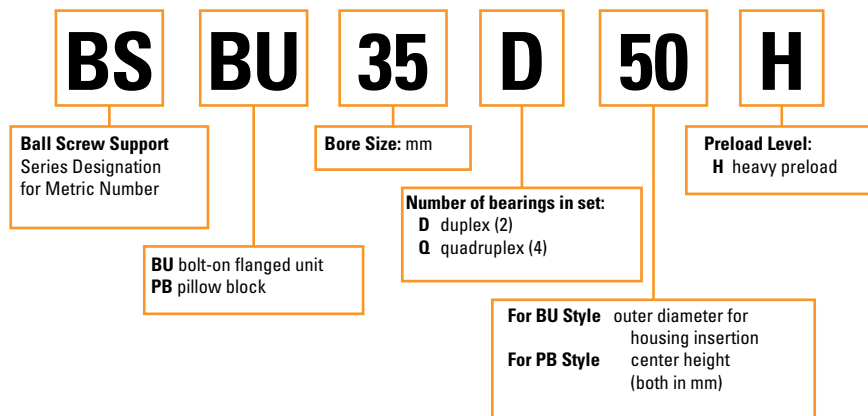 BS BU 35 D 50 H
Ball Screw Support
Series Designation
for Metric Number
BU bolt-on flanged unit
PB pillow block
Bore Size: mm
Number of bearings in set:
D duplex (2)
Q quadruplex (4)
For BU Style outer diameter for
housing insertion
For PB Style center height
(both in mm)
Preload Level:
H heavy preload